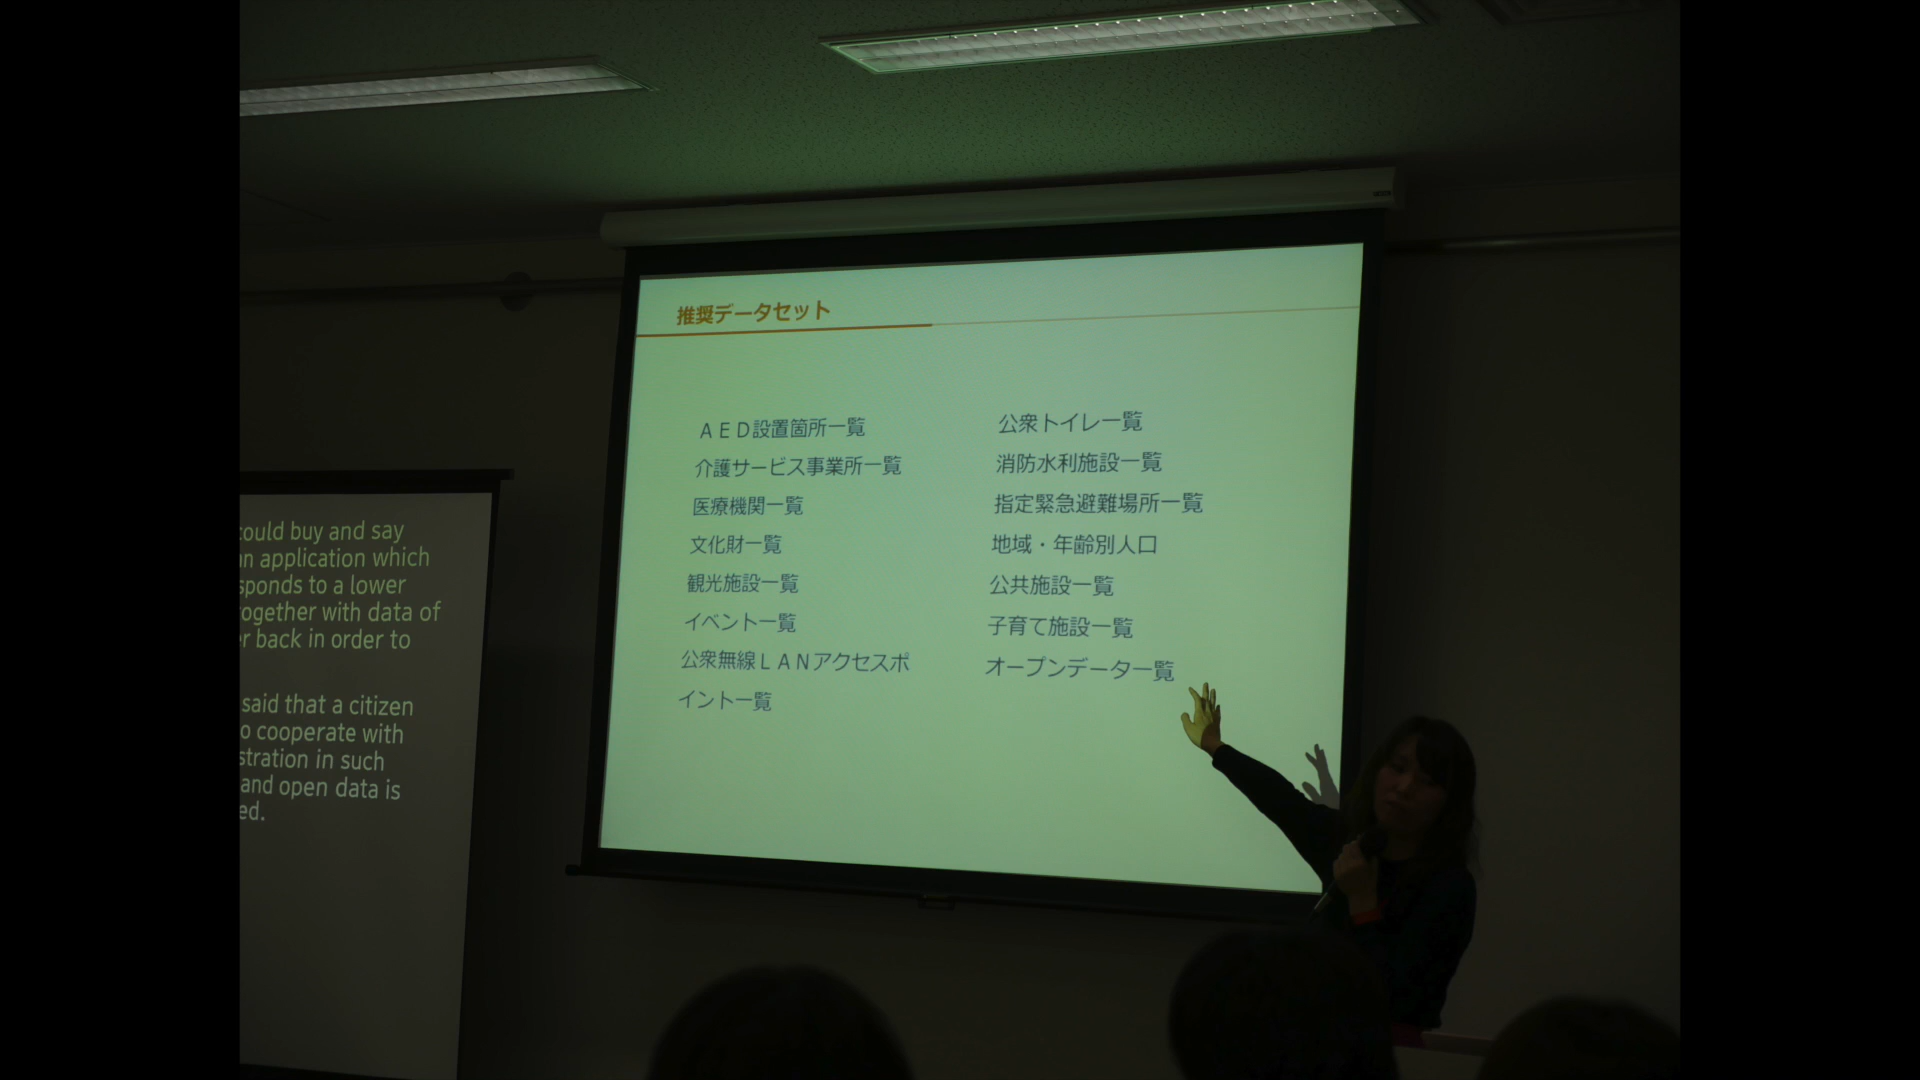 推奨データセット
ＡＥＤ設置箇所一覧
介護サービス事業所一覧
医療機関一覧
文化財一覧
観光施設一覧
イベント一覧
公衆無線ＬＡＮアクセスポ
イント一覧
公衆トイレ一覧
消防水利施設一覧
指定緊急避難場所一覧
地域・年齢別人口
公共施設一覧
子育て施設一覧
オープンデータ一覧
could buy and say
an application which
sponds to a lower
together with data of
r back in order to
said that a citizen
o cooperate with
stration in such
and open data is
ed.